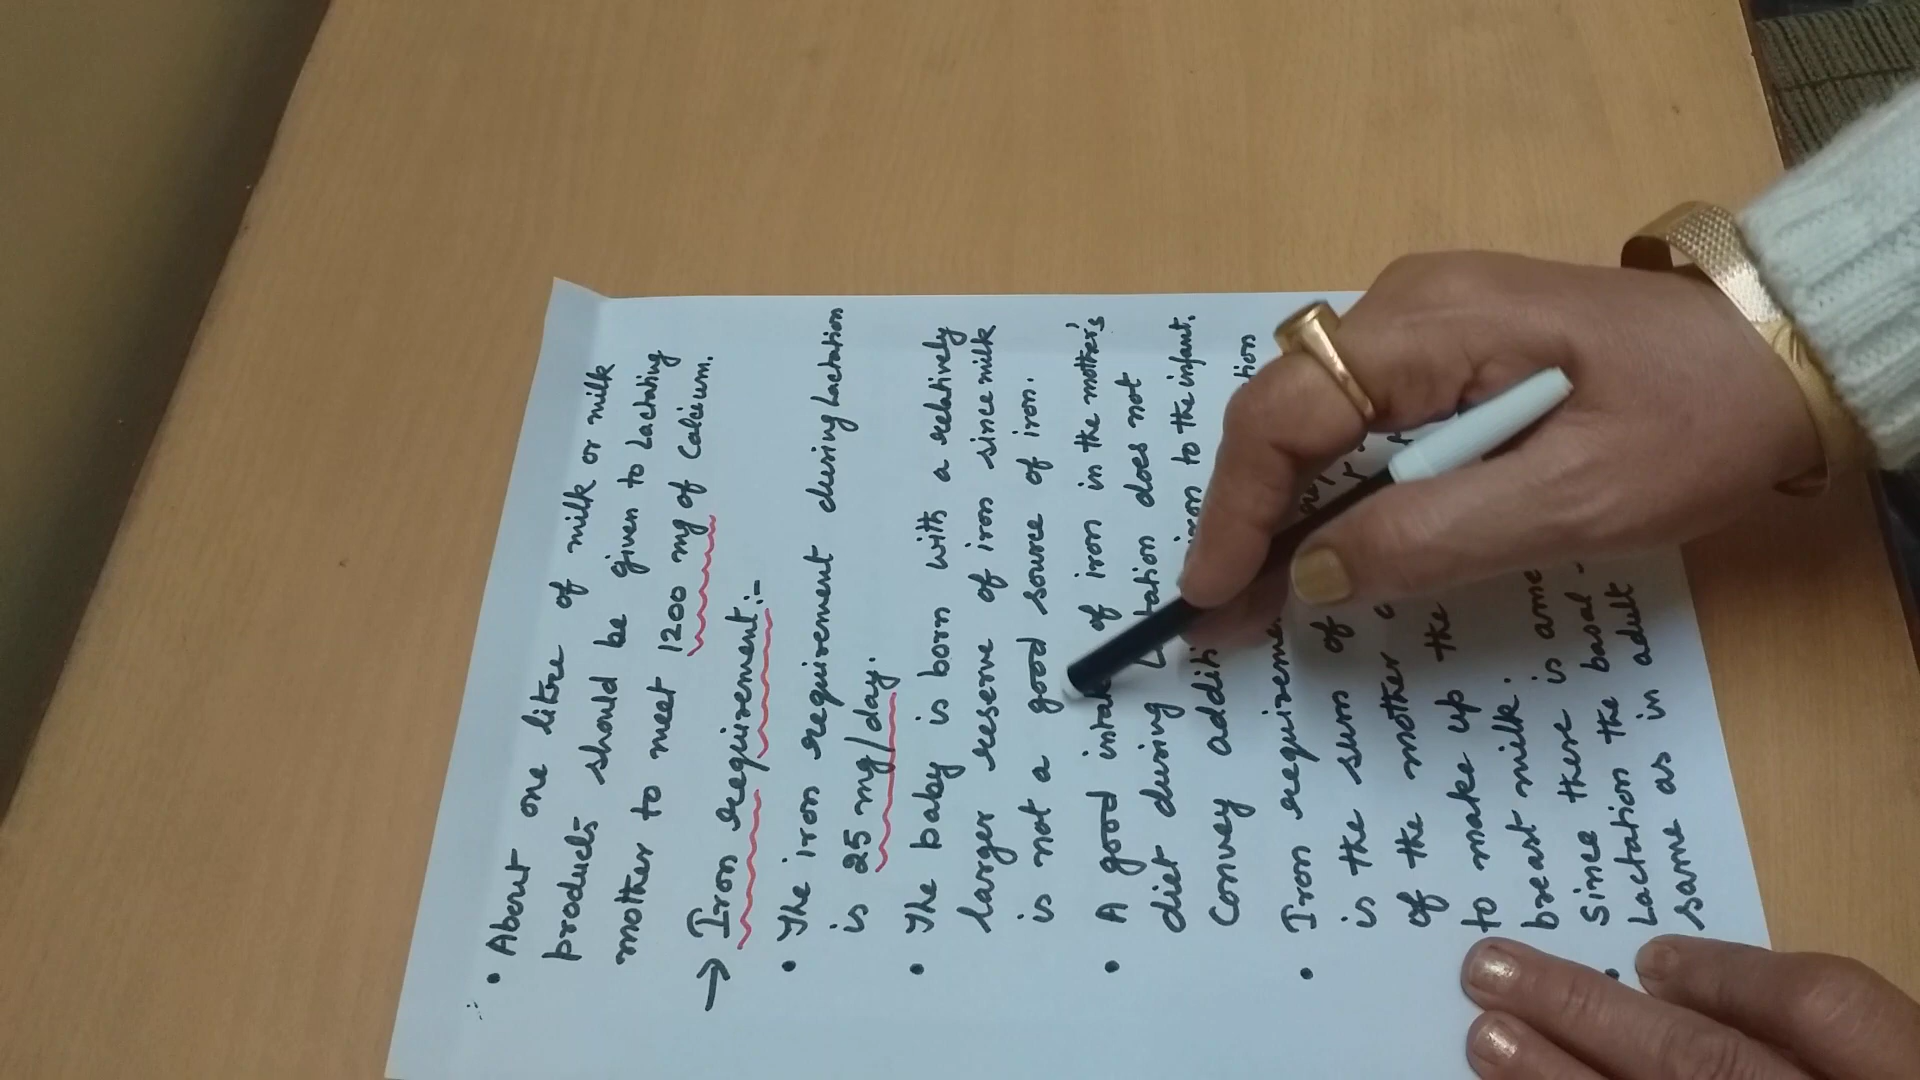 • About one litre of milk or milk
products should be given to Lactating
mother to meet 1200 mg of Calcium.
→ Iron requirement:-
• The iron requirement during Lactation
is 25 mg/day.
• The baby is born with a relatively
larger reserve of iron since milk
is not a good source of iron.
• A good intake of iron in the mother's
diet during Lactation does not
Convey iron to the infant.
• Iron
is the sum of
of the mother
to make up the
breast milk.
• Since there is
Lactation the basal -
same as in adult